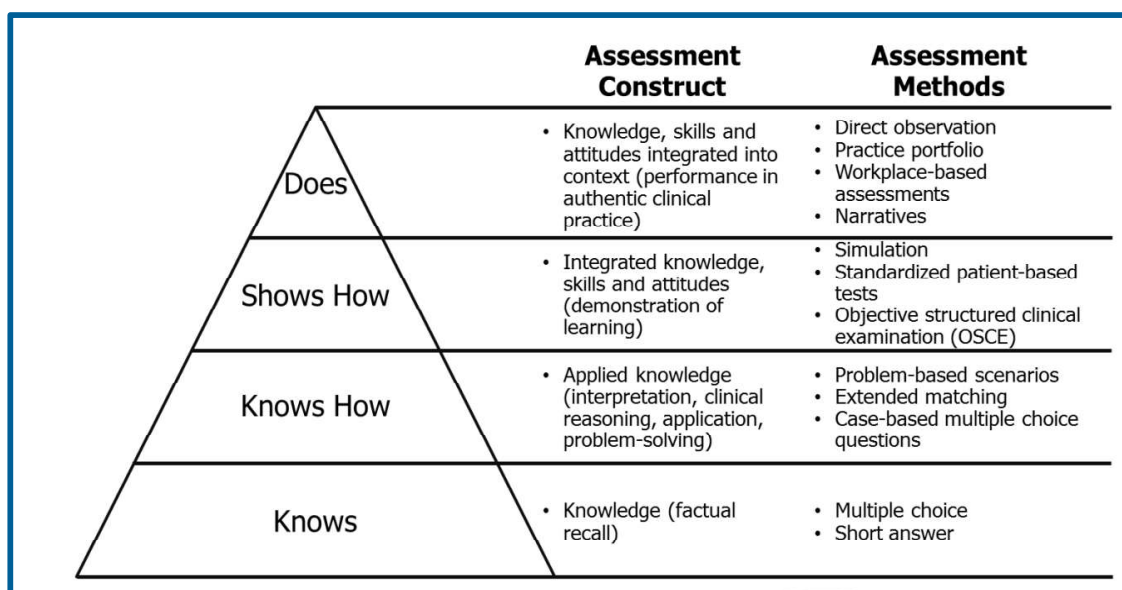 Assessment
Construct
Assessment
Methods
Does
• Knowledge, skills and
attitudes integrated into
context (performance in
authentic clinical
practice)
• Direct observation
• Practice portfolio
• Workplace-based
assessments
• Narratives
Shows How
• Integrated knowledge,
skills and attitudes
(demonstration of
learning)
• Simulation
• Standardized patient-based
tests
• Objective structured clinical
examination (OSCE)
Knows How
• Applied knowledge
(interpretation, clinical
reasoning, application,
problem-solving)
• Problem-based scenarios
• Extended matching
• Case-based multiple choice
questions
Knows
• Knowledge (factual
recall)
• Multiple choice
• Short answer